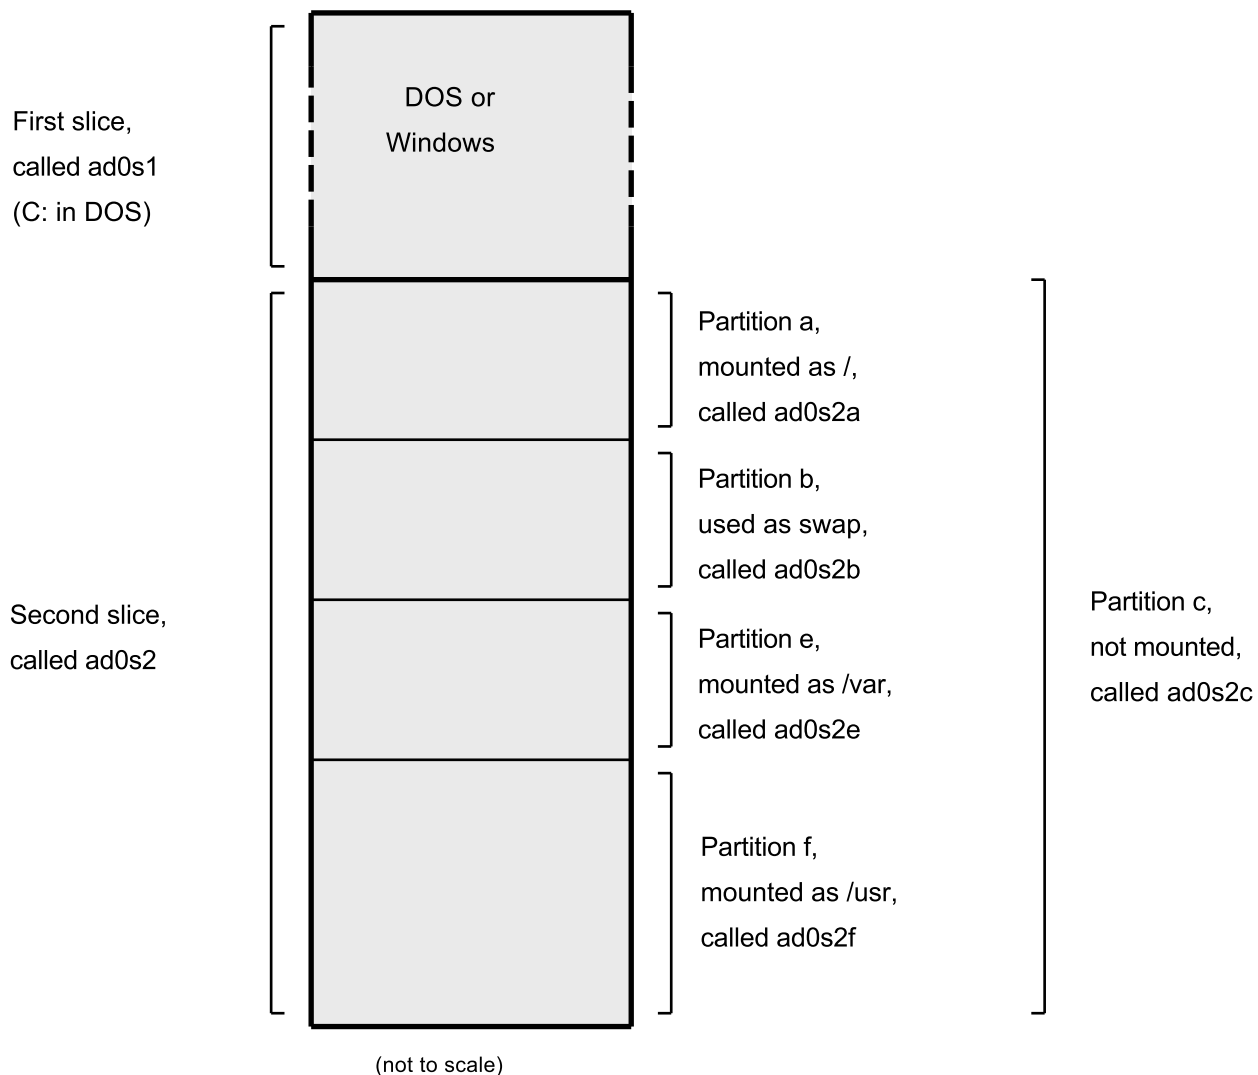 DOS or
Windows
First slice,
called ad0s1
(C: in DOS)
Partition a,
mounted as /,
called ad0s2a
Partition b,
used as swap,
called ad0s2b
Second slice,
called ad0s2
Partition e,
mounted as /var,
called ad0s2e
Partition c,
not mounted,
called ad0s2c
Partition f,
mounted as /usr,
called ad0s2f
(not to scale)